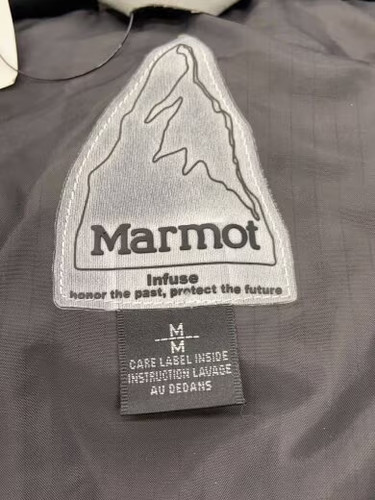 Marmot
Infuse
honor the past, protect the future
M
M
CARE LABEL INSIDE
INSTRUCTION LAVAGE
AU DEDANS